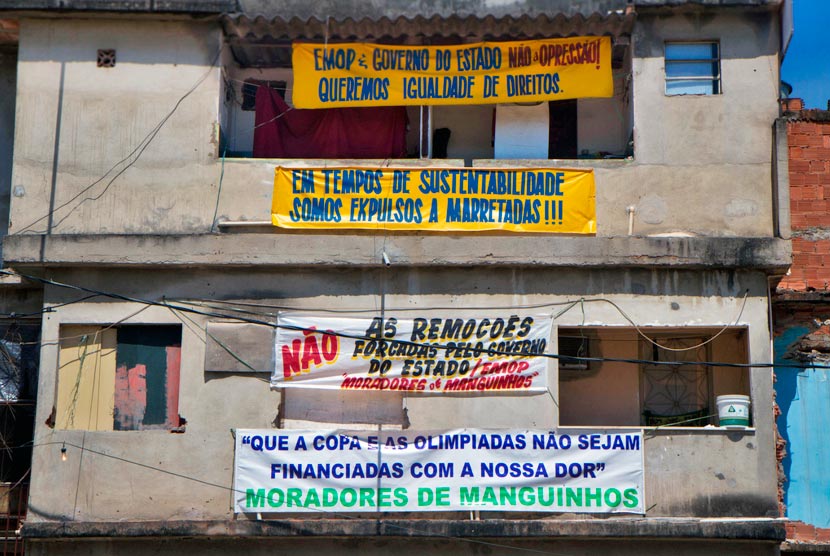 EMOP E GOVERNO DO ESTADO NÃO À OPRESSÃO!
QUEREMOS IGUALDADE DE DIREITOS.
EM TEMPOS DE SUSTENTABILIDADE
SOMOS EXPULSOS A MARRETADAS!!!
NÃO AS REMOCOẼS
FORCADAS PELO GOVERNO
DO ESTADO/EMOP
"MORADORES DE MANGUINHOS"
"QUE A COPA E AS OLIMPIADAS NÃO SEJAM
FINANCIADAS COM A NOSSA DOR"
MORADORES DE MANGUINHOS